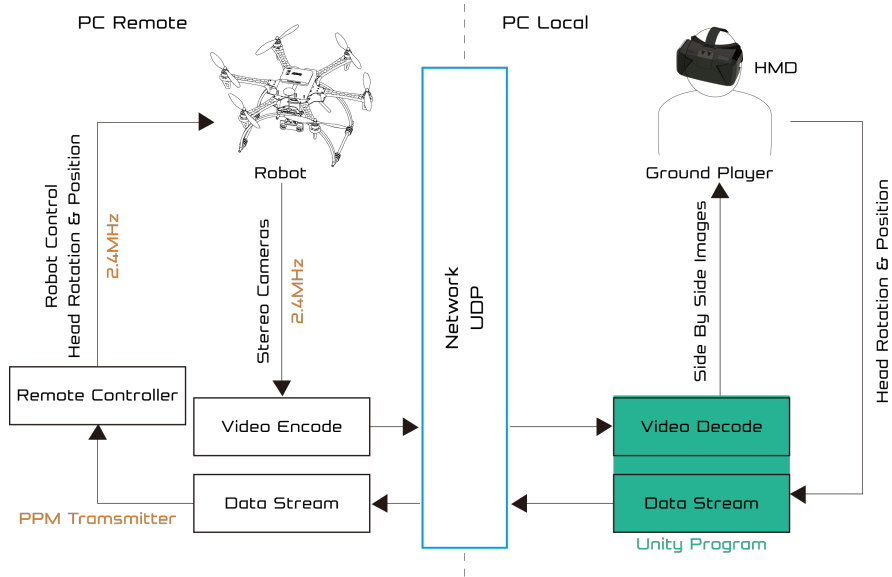 PC Remote
PC Local
HMD
Robot
Ground Player
Robot Control
Head Rotation & Position
2.4MHz
Stereo Cameras
2.4MHz
Network
UDP
Side By Side Images
Head Rotation & Position
Remote Controller
Video Encode
Video Decode
Data Stream
Data Stream
PPM Tramsmitter
Unity Program